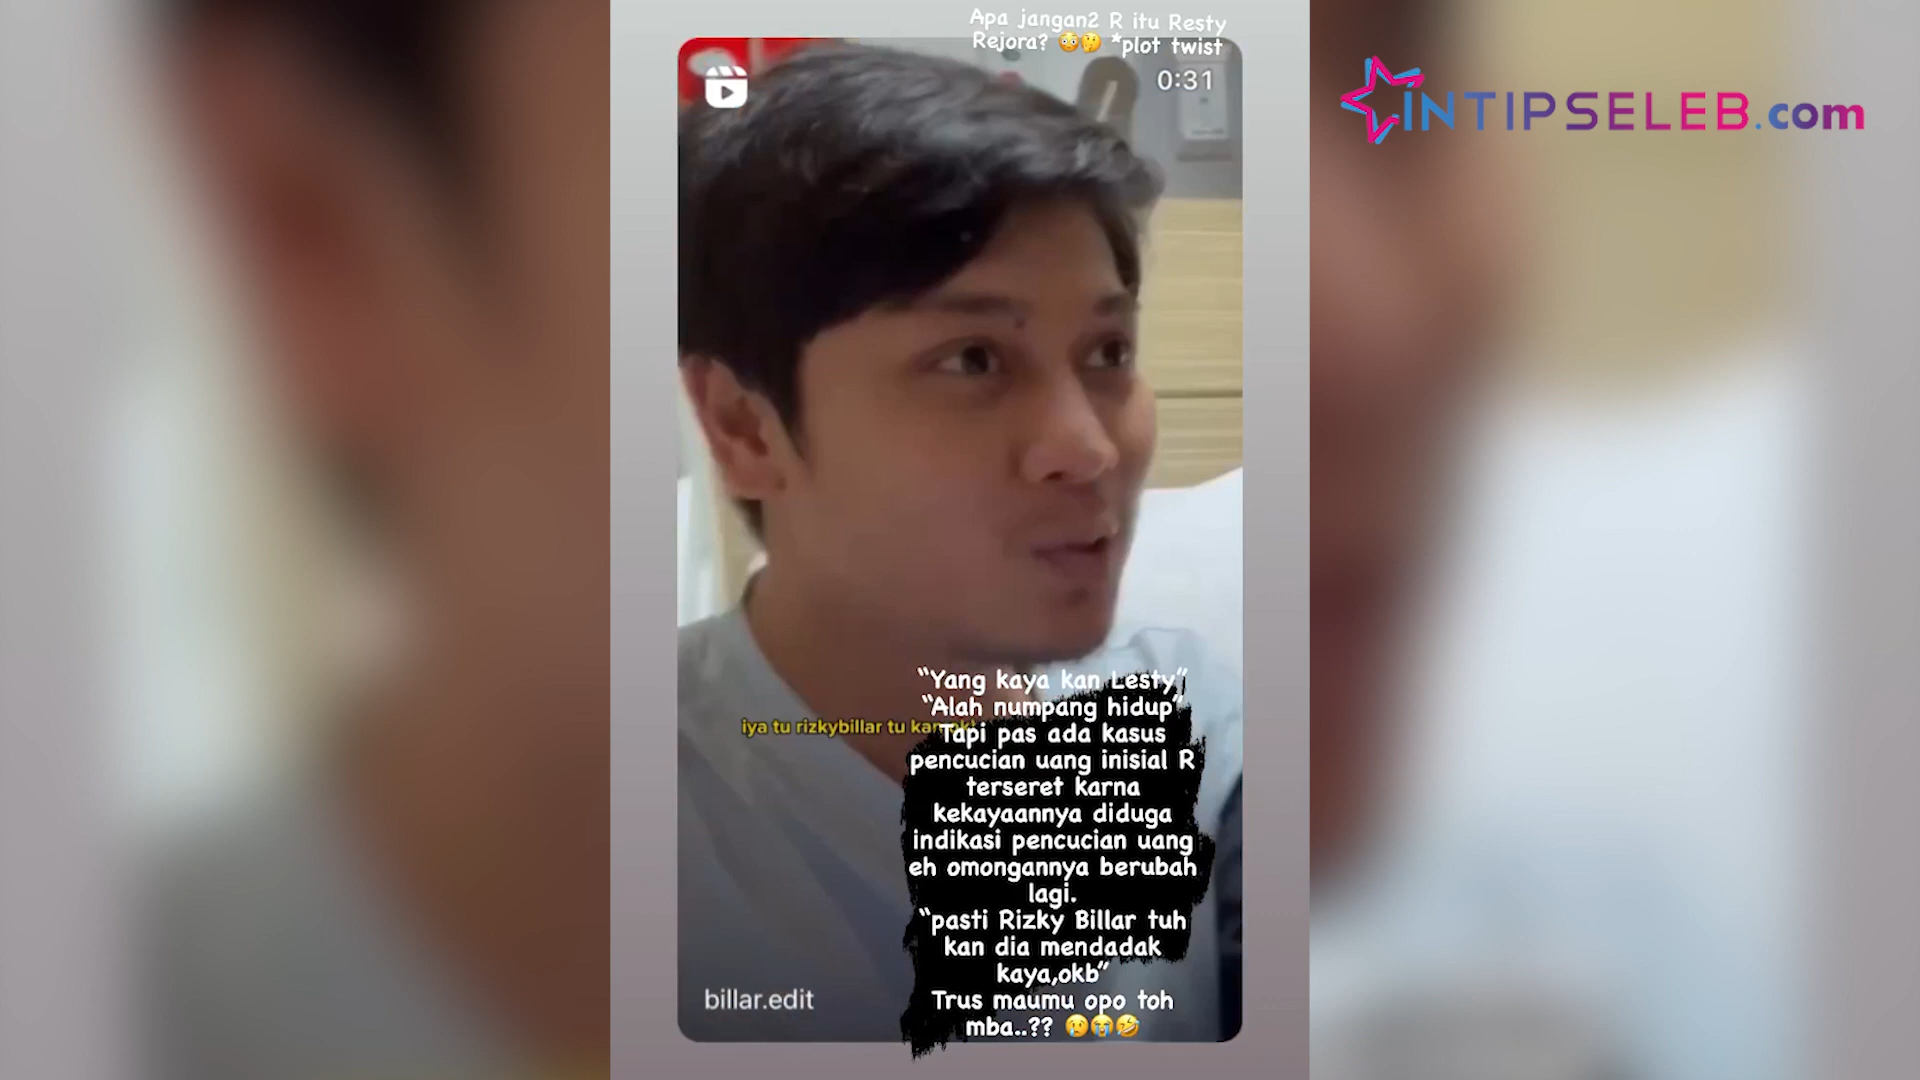 Apa jangan2 R itu Resty
Rejora? 😳🤔 *plot twist
0:31
INTIPSELEB.com
"Yang kaya kan Lesty"
"Alah numpang hidup"
iya tu rizkybillar tu kan
Tapi pas ada kasus
pencucian uang inisial R
terseret karna
kekayaannya diduga
indikasi pencucian uang
eh omongannya berubah
lagi.
"pasti Rizky Billar tuh
kan dia mendadak
kaya,okb"
Trus maumu opo toh
mba..?? 😢😭🤣
billar.edit